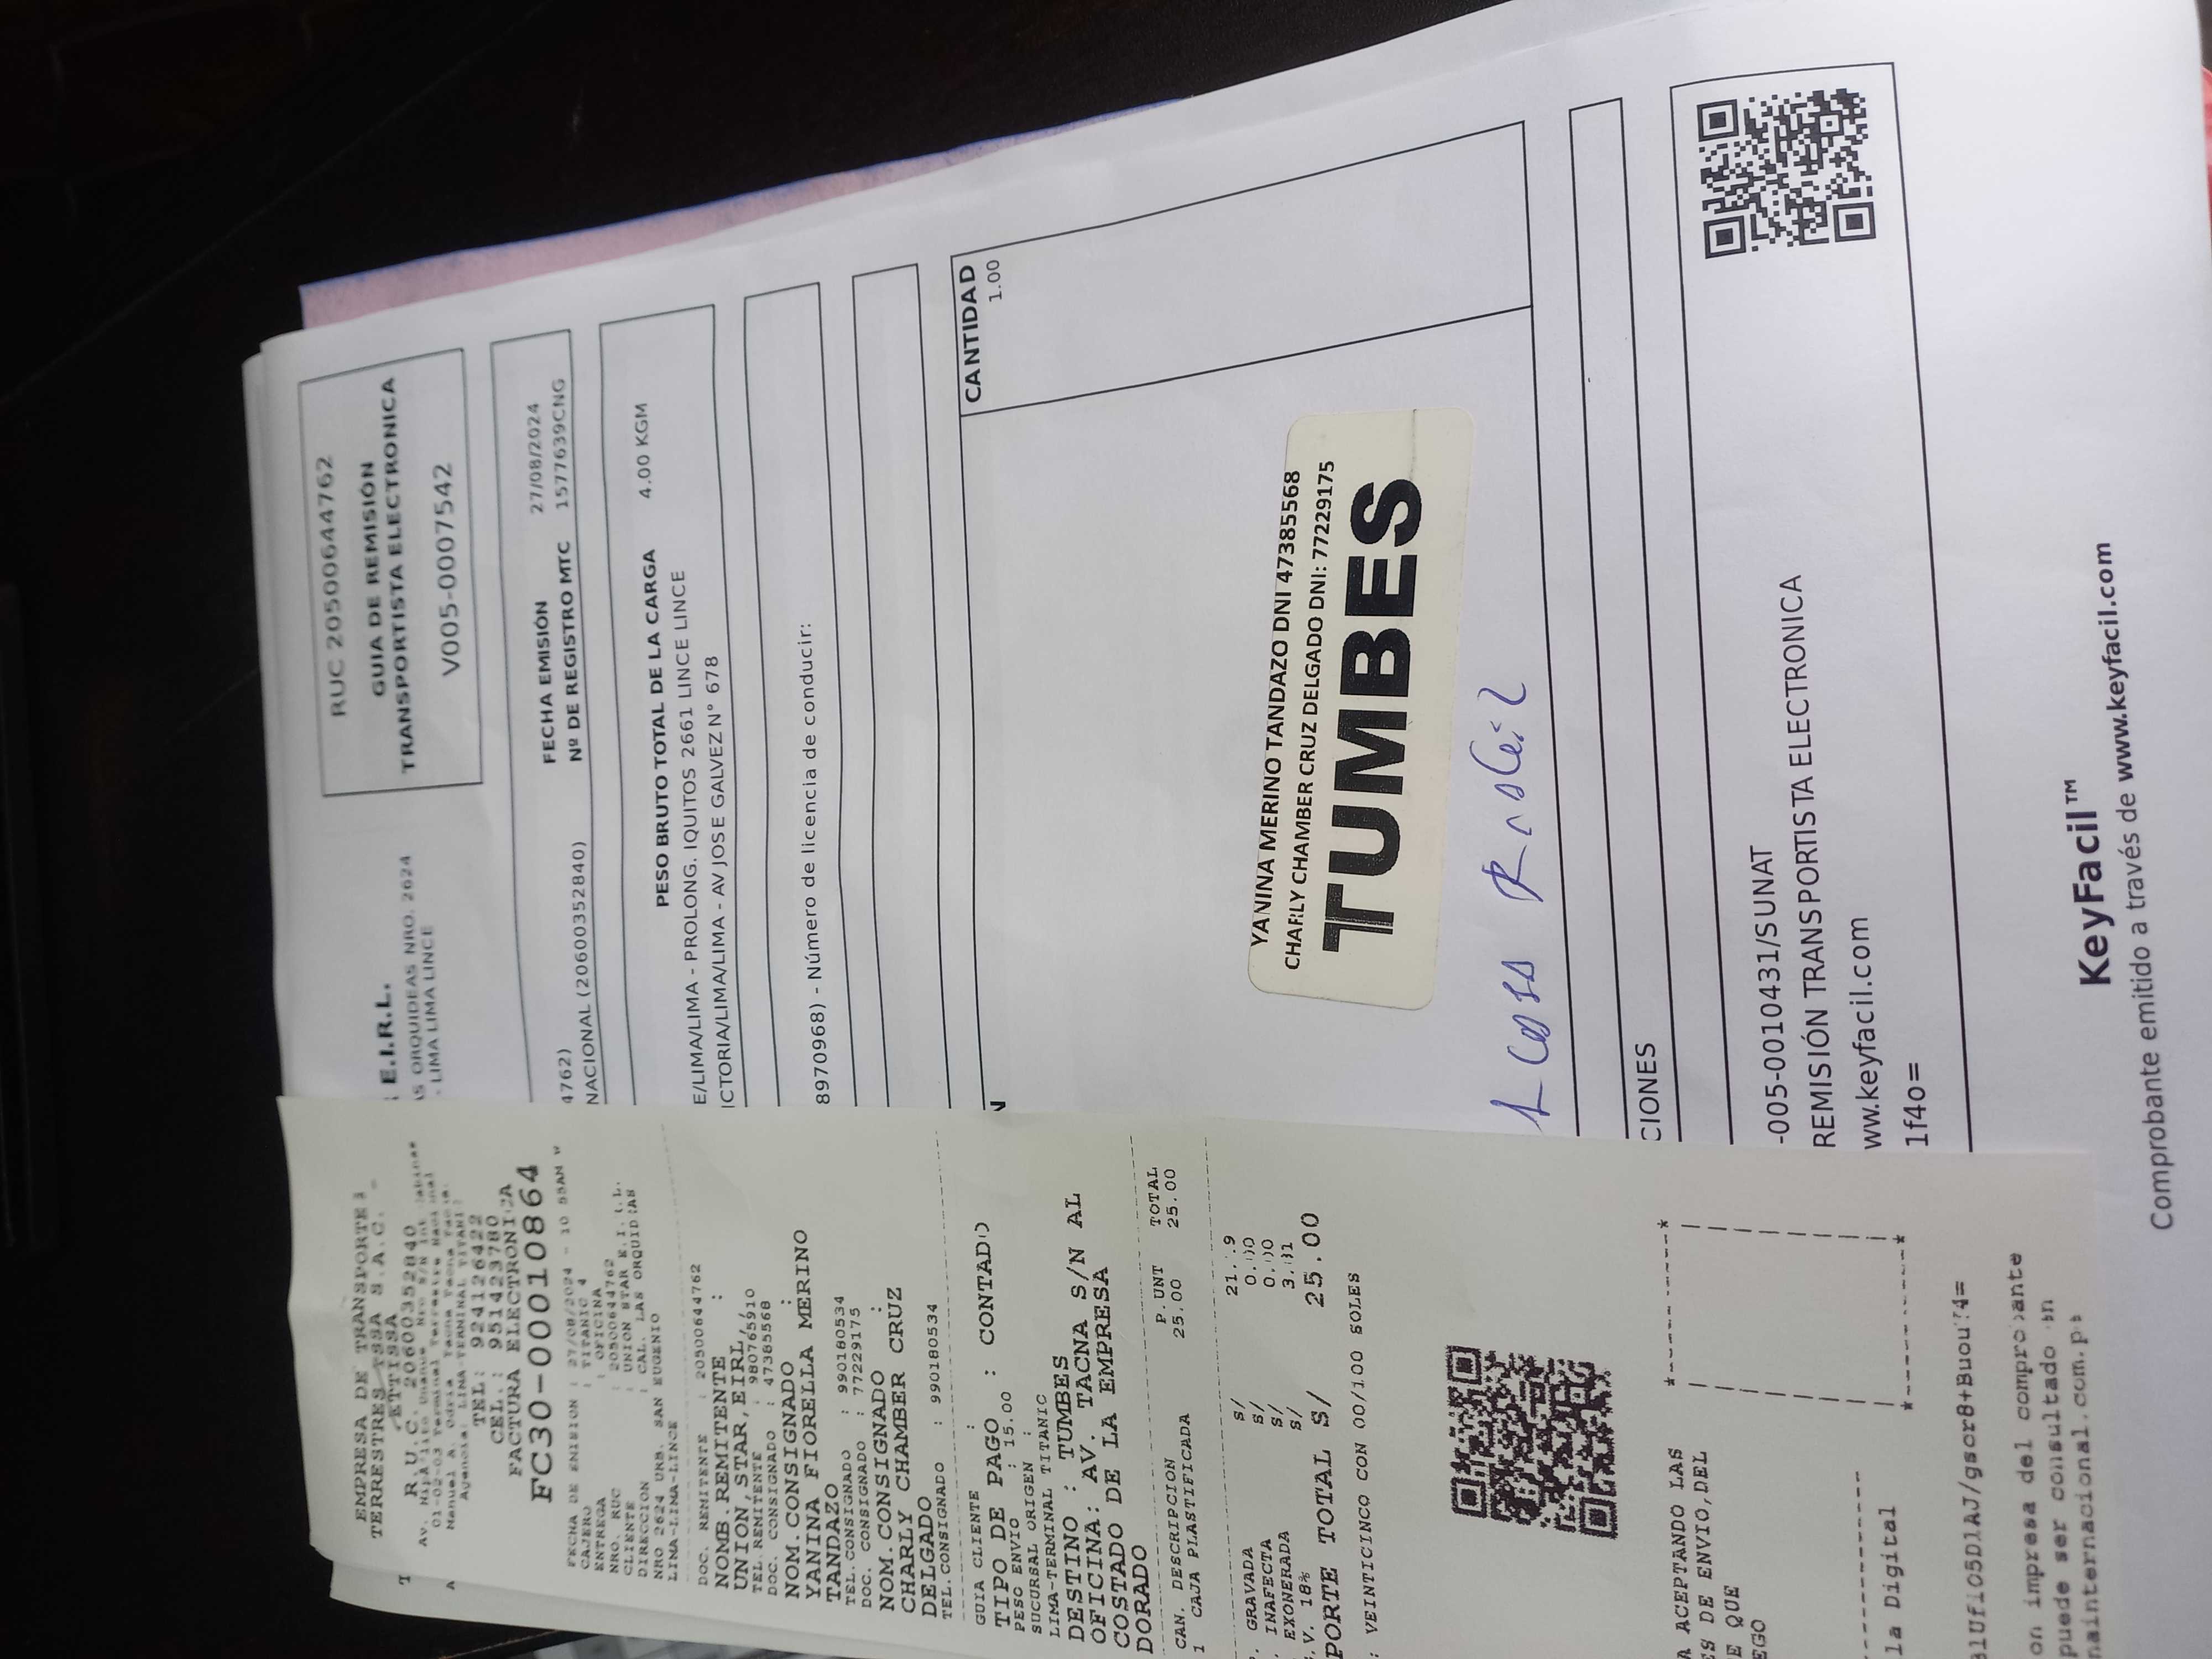 RUC 20500644762
GUIA DE REMISIÓN
TRANSPORTISTA ELECTRONICA
V005-0007542
E.I.R.L.
AS ORQUIDEAS NRO. 2624
- LIMA LIMA LINCE
FECHA EMISIÓN 27/08/2024
4762) Nº DE REGISTRO MTC 1577639CNG
NACIONAL (20600352840)
PESO BRUTO TOTAL DE LA CARGA 4.00 KGM
E/LIMA/LIMA - PROLONG. IQUITOS 2661 LINCE LINCE
ICTORIA/LIMA/LIMA - AV JOSE GALVEZ N° 678
8970968) - Número de licencia de conducir:
N CANTIDAD
1.00
YANINA MERINO TANDAZO DNI 47385568
CHARLY CHAMBER CRUZ DELGADO DNI: 77229175
TUMBES
CIONES
-005-0010431/SUNAT
REMISIÓN TRANSPORTISTA ELECTRONICA
ww.keyfacil.com
1f4o=
KeyFacil™
Comprobante emitido a través de www.keyfacil.com
EMPRESA DE TRANSPORTES
TERRESTRES TSSA S.A.C. -
ETTISSA
R.U.C. 20600352840
TEL: 924126422
CEL.: 951423780
FACTURA ELECTRONICA
FC30-0010864
FECHA DE EMISION : 27/08/2024 - 10
CAJERO : TITANIC 4
ENTREGA : OFICINA
NRO. RUC : 20500644762
CLIENTE : UNION STAR E.I.R.L.
DIRECCION : CAL. LAS ORQUIDEAS
NRO 2624 URB. SAN EUGENIO
LIMA-LIMA-LINCE
DOC. REMITENTE : 20500644762
NOMB.REMITENTE :
UNION,STAR,EIRL,,
TEL.REMITENTE : 980765910
DOC. CONSIGNADO : 47385568
NOM.CONSIGNADO :
YANINA FIORELLA MERINO
TANDAZO
TEL.CONSIGNADO : 990180534
DOC. CONSIGNADO : 77229175
NOM.CONSIGNADO :
CHARLY CHAMBER CRUZ
DELGADO
TEL.CONSIGNADO : 990180534
GUIA CLIENTE :
TIPO DE PAGO : CONTADO
PESO ENVIO : 15.00
SUCURSAL ORIGEN :
LIMA-TERMINAL TITANIC
DESTINO : TUMBES
OFICINA: AV. TACNA S/N AL
COSTADO DE LA EMPRESA
DORADO
CAN. DESCRIPCION P.UNT TOTAL
1 CAJA PLASTIFICADA 25.00 25.00
. GRAVADA S/
. INAFECTA S/ 0.00
EXONERADA S/ 0.00
.V. 18% S/
PORTE TOTAL S/ 25.00
: VEINTICINCO CON 00/100 SOLES
A ACEPTANDO LAS
ES DE ENVIO,DEL
E QUE
EGO
la Digital
on impresa del comprobante
puede ser consultado en
nainternacional.com.pe